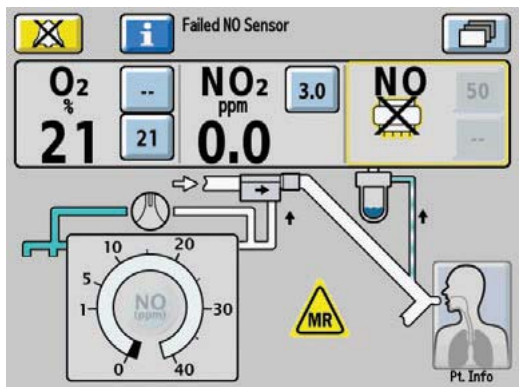 Failed NO Sensor
O2
%
21
--
21
NO2
ppm
0.0
3.0
NO
50
--
NO
(ppm)
0
1
5
10
20
30
40
MR
Pt. Info